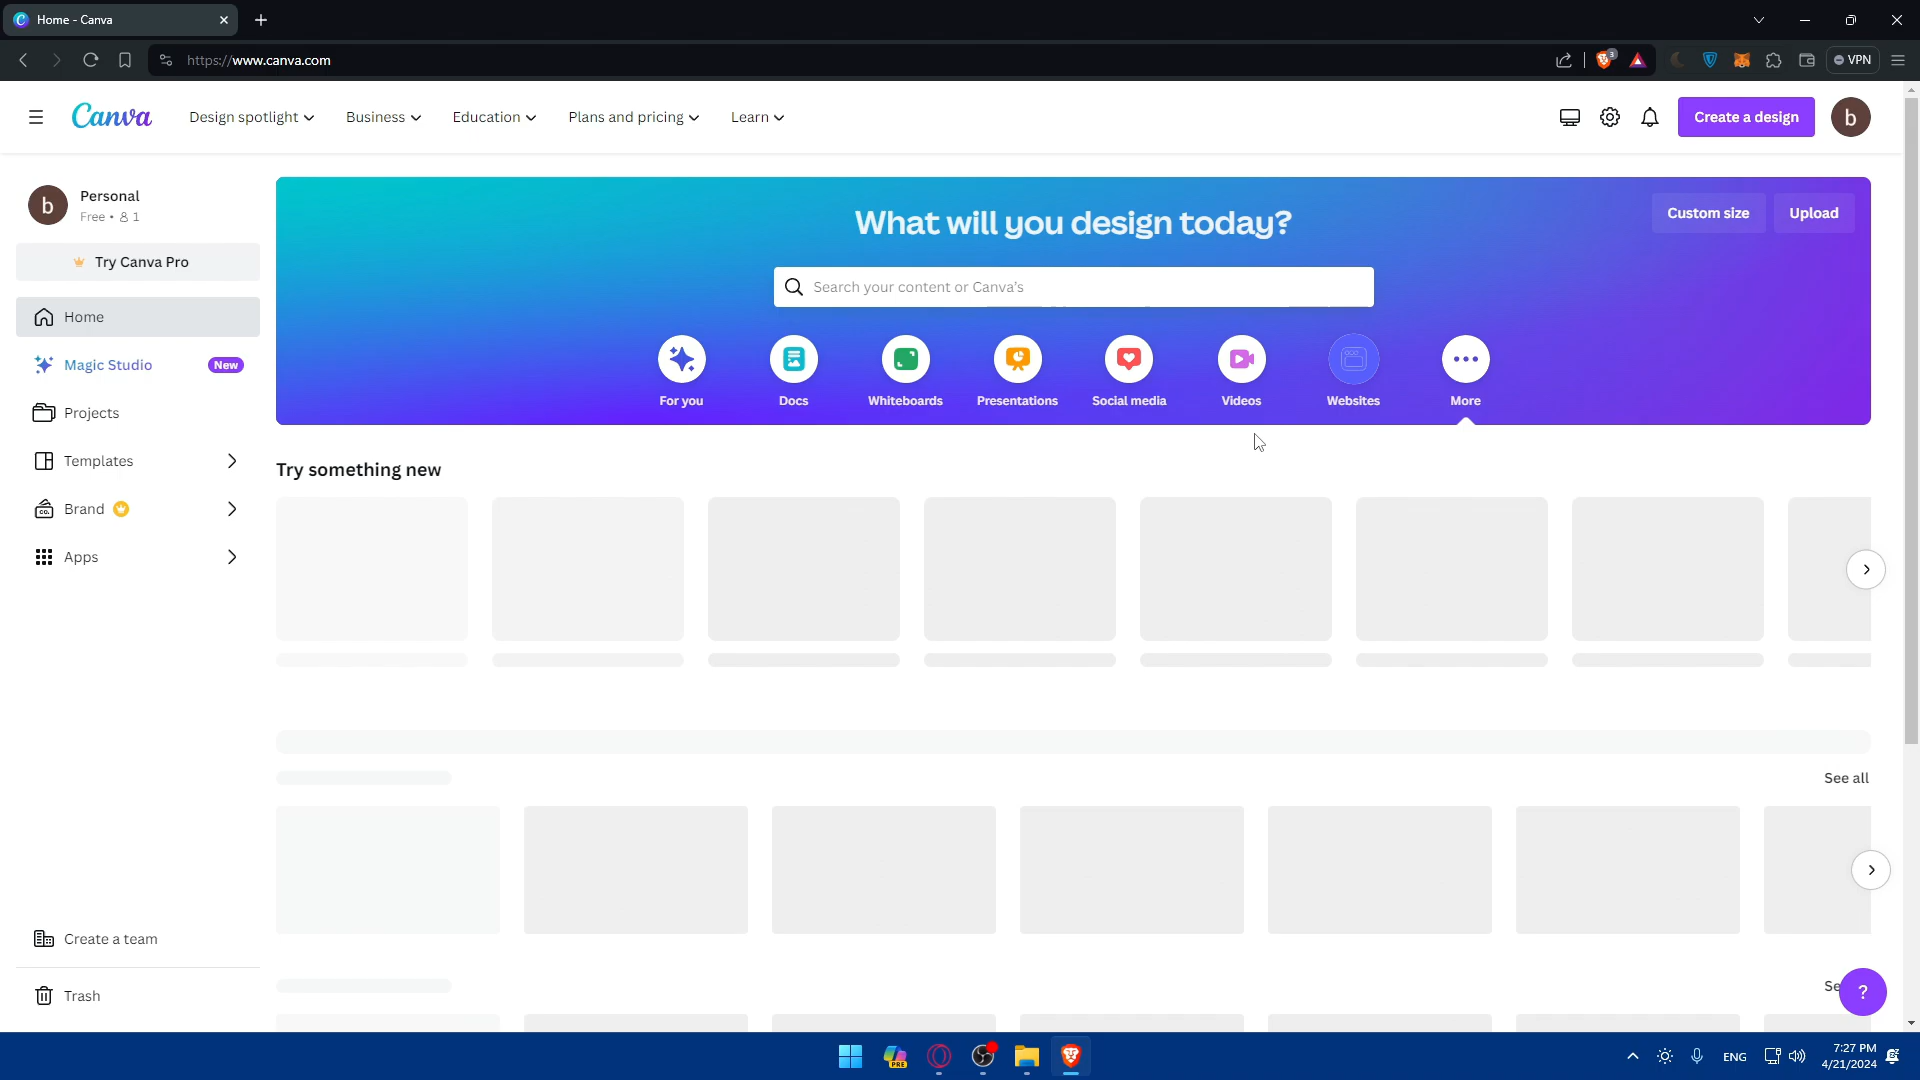 Home - Canva
https://www.canva.com
3
VPN
Canva
Design spotlight
Business
Education
Plans and pricing
Learn
Create a design
b
b
Personal
Free • 1
Try Canva Pro
Home
Magic Studio
New
Projects
Templates
Brand
Apps
Create a team
Trash
What will you design today?
Custom size
Upload
Search your content or Canva's
For you
Docs
Whiteboards
Presentations
Social media
Videos
Websites
More
Try something new
See all
Se
?
PRE
ENG
7:27 PM
4/21/2024